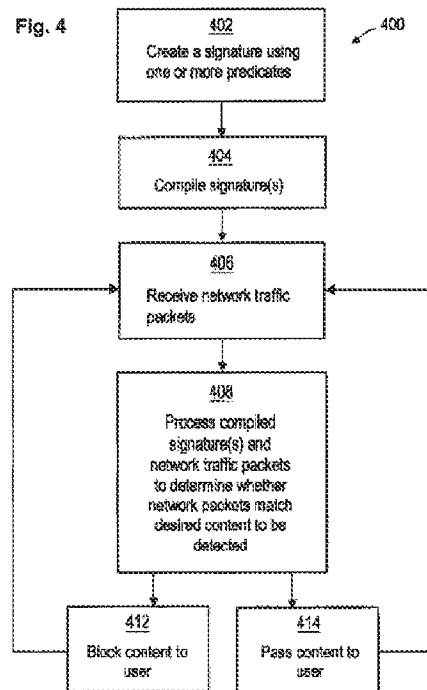 Fig. 4
400
402
Create a signature using
one or more predicates
404
Compile signature(s)
406
Receive network traffic
packets
408
Process compiled
signature(s) and
network traffic packets
to determine whether
network packets match
desired content to be
detected
412
Block content to
user
414
Pass content to
user